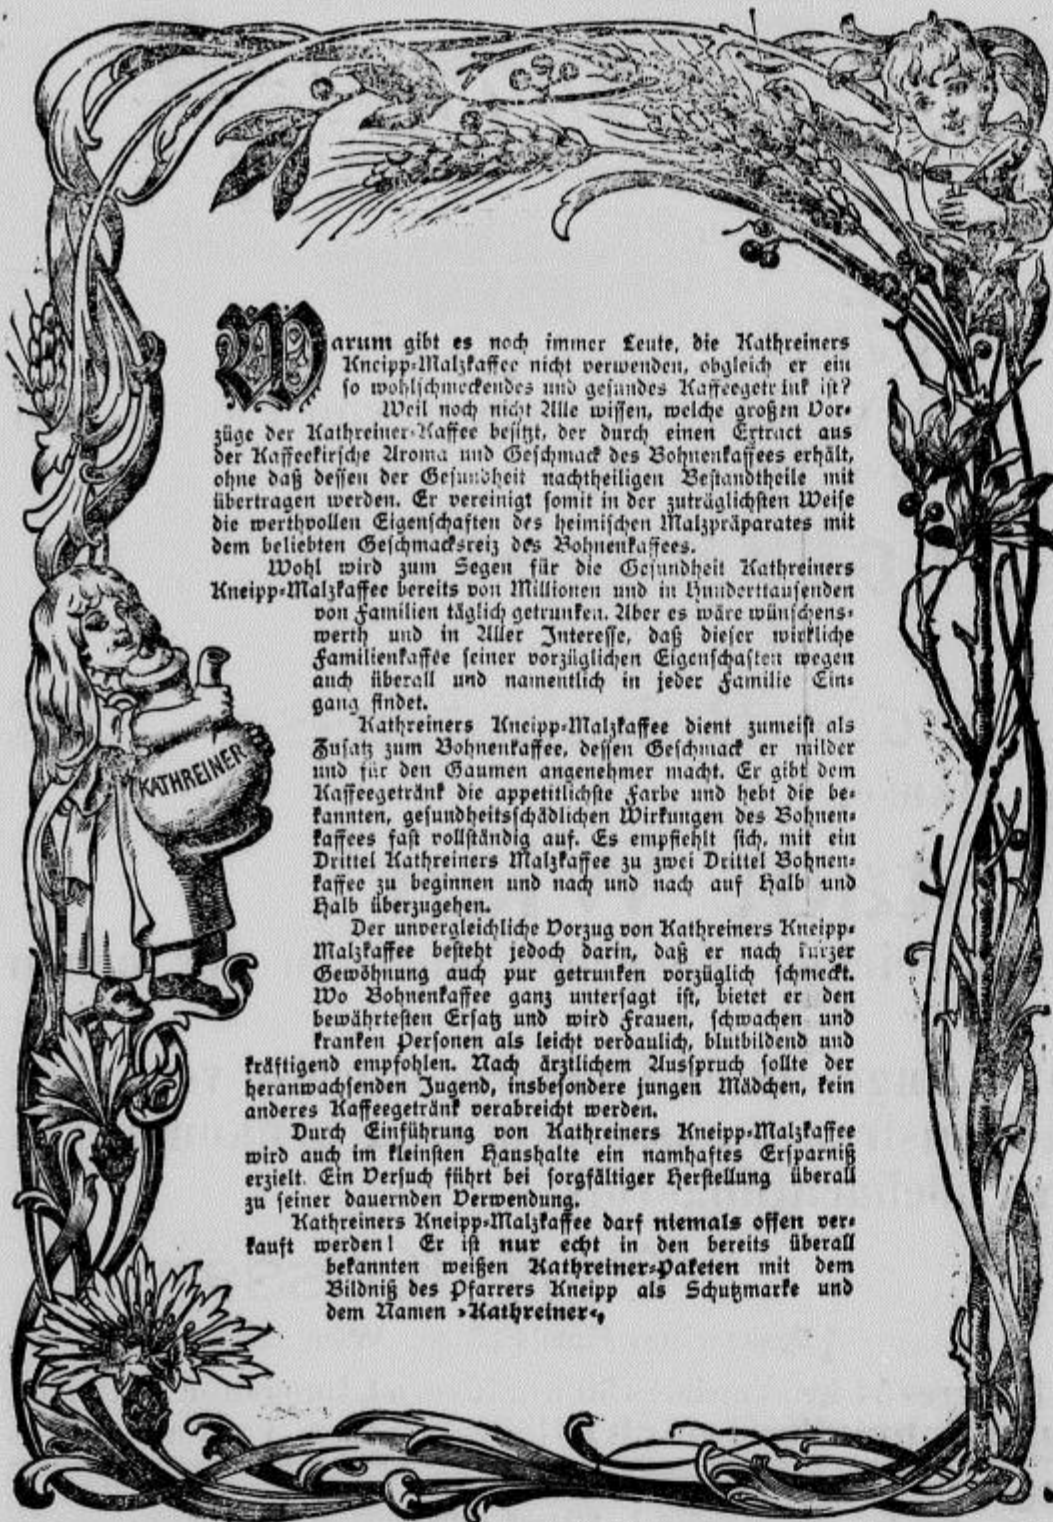 Warum gibt es noch immer Leute, die Kathreiners
Kneipp-Malzkaffee nicht verwenden, obgleich er ein
so wohlschmeckendes und gesundes Kaffeegetränk ist?
Weil noch nicht Alle wissen, welche großen Vor-
züge der Kathreiner-Kaffee besitzt, der durch einen Extract aus
der Kaffeekirsche Aroma und Geschmack des Bohnenkaffees erhält,
ohne daß dessen der Gesundheit nachtheiligen Bestandtheile mit
übertragen werden. Er vereinigt somit in der zuträglichsten Weise
die werthvollen Eigenschaften des heimischen Malzpräparates mit
dem beliebten Geschmacksreiz des Bohnenkaffees.
Wohl wird zum Segen für die Gesundheit Kathreiners
Kneipp-Malzkaffee bereits von Millionen und in Hunderttausenden
von Familien täglich getrunken. Aber es wäre wünschens-
werth und in Aller Interesse, daß dieser wirkliche
Familienkaffee seiner vorzüglichen Eigenschaften wegen
auch überall und namentlich in jeder Familie Ein-
gang findet.
Kathreiners Kneipp-Malzkaffee dient zumeist als
Zusatz zum Bohnenkaffee, dessen Geschmack er milder
und für den Gaumen angenehmer macht. Er gibt dem
Kaffeegetränk die appetitlichste Farbe und hebt die be-
kannten, gesundheitsschädlichen Wirkungen des Bohnen-
kaffees fast vollständig auf. Es empfiehlt sich, mit ein
Drittel Kathreiners Malzkaffee zu zwei Drittel Bohnen-
kaffee zu beginnen und nach und nach auf Halb und
Halb überzugehen.
Der unvergleichliche Vorzug von Kathreiners Kneipp-
Malzkaffee besteht jedoch darin, daß er nach kurzer
Gewöhnung auch pur getrunken vorzüglich schmeckt.
Wo Bohnenkaffee ganz untersagt ist, bietet er den
bewährtesten Ersatz und wird Frauen, schwachen und
kranken Personen als leicht verdaulich, blutbildend und
kräftigend empfohlen. Nach ärztlichem Ausspruch sollte der
heranwachsenden Jugend, insbesondere jungen Mädchen, kein
anderes Kaffeegetränk verabreicht werden.
Durch Einführung von Kathreiners Kneipp-Malzkaffee
wird auch im kleinsten Haushalte ein namhaftes Ersparniß
erzielt. Ein Versuch führt bei sorgfältiger Herstellung überall
zu seiner dauernden Verwendung.
Kathreiners Kneipp-Malzkaffee darf niemals offen ver-
kauft werden! Er ist nur echt in den bereits überall
bekannten weißen Kathreiner-Paketen mit dem
Bildniß des Pfarrers Kneipp als Schutzmarke und
dem Namen »Kathreiner«,
KATHREINER